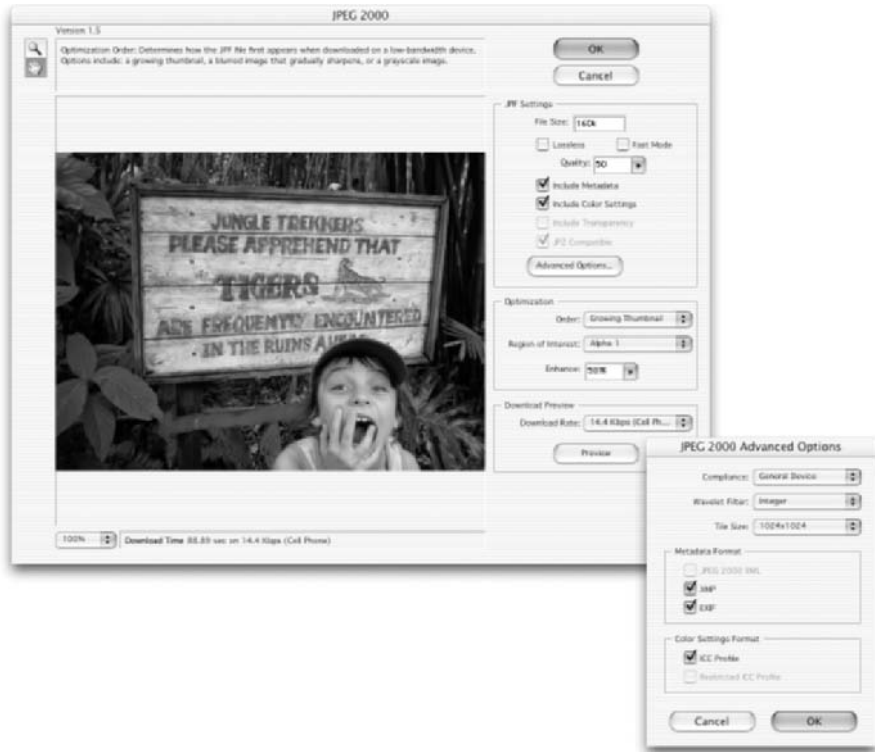 JPEG 2000
Version 1.5
Optimization Order: Determines how the JPF file first appears when downloaded on a low-bandwidth device.
Options include: a growing thumbnail, a blurred image that gradually sharpens, or a grayscale image.
OK
Cancel
JPF Settings
File Size: 160k
Lossless
Fast Mode
Quality: 50
Include Metadata
Include Color Settings
Include Transparency
JP2 Compatible
Advanced Options...
Optimization
Order: Growing Thumbnail
Region of Interest: Alpha 1
Enhance: 50%
Download Preview
Download Rate: 14.4 Kbps (Cell Ph...
Preview
JUNGLE TREKKERS
PLEASE APPREHEND THAT
TIGERS
ARE FREQUENTLY ENCOUNTERED
IN THE RUINS
100%
Download Time 88.89 sec on 14.4 Kbps (Cell Phone)
JPEG 2000 Advanced Options
Compliance: General Device
Wavelet Filter: Integer
Tile Size: 1024x1024
Metadata Format
JPEG 2000 XML
XMP
EXIF
Color Settings Format
ICC Profile
Restricted ICC Profile
Cancel
OK